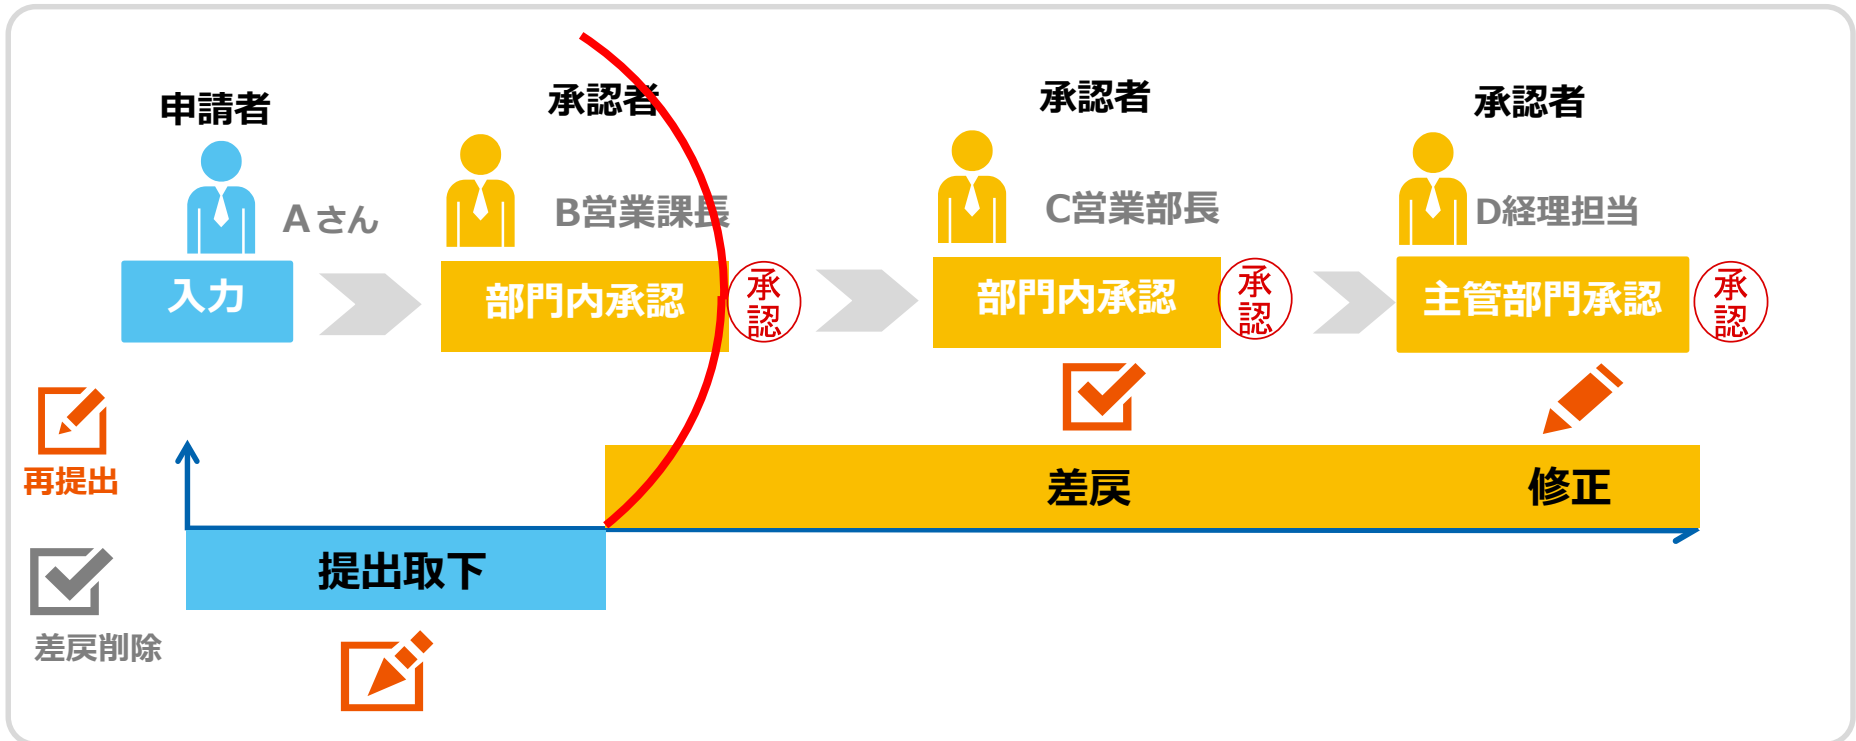 申請者
承認者
承認者
承認者
Aさん
B営業課長
C営業部長
D経理担当
入力
部門内承認
承認
部門内承認
承認
主管部門承認
承認
再提出
差戻
修正
提出取下
差戻削除